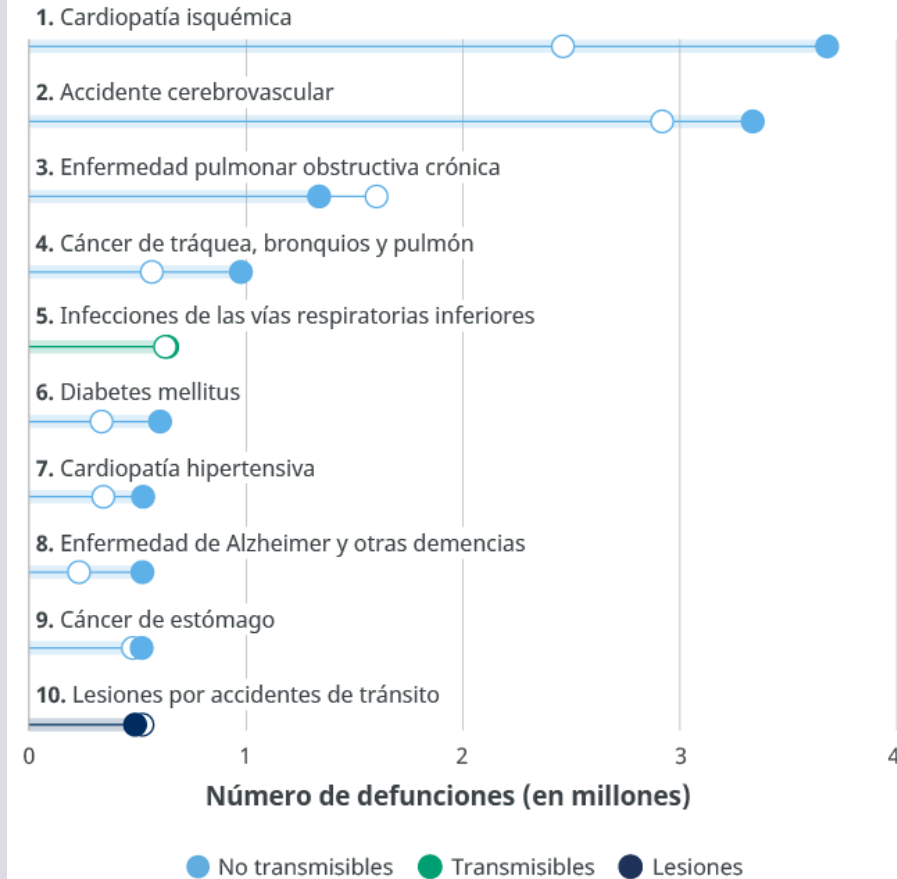 1. Cardiopatía isquémica
2. Accidente cerebrovascular
3. Enfermedad pulmonar obstructiva crónica
4. Cáncer de tráquea, bronquios y pulmón
5. Infecciones de las vías respiratorias inferiores
6. Diabetes mellitus
7. Cardiopatía hipertensiva
8. Enfermedad de Alzheimer y otras demencias
9. Cáncer de estómago
10. Lesiones por accidentes de tránsito
0 1 2 3 4
Número de defunciones (en millones)
No transmisibles Transmisibles Lesiones